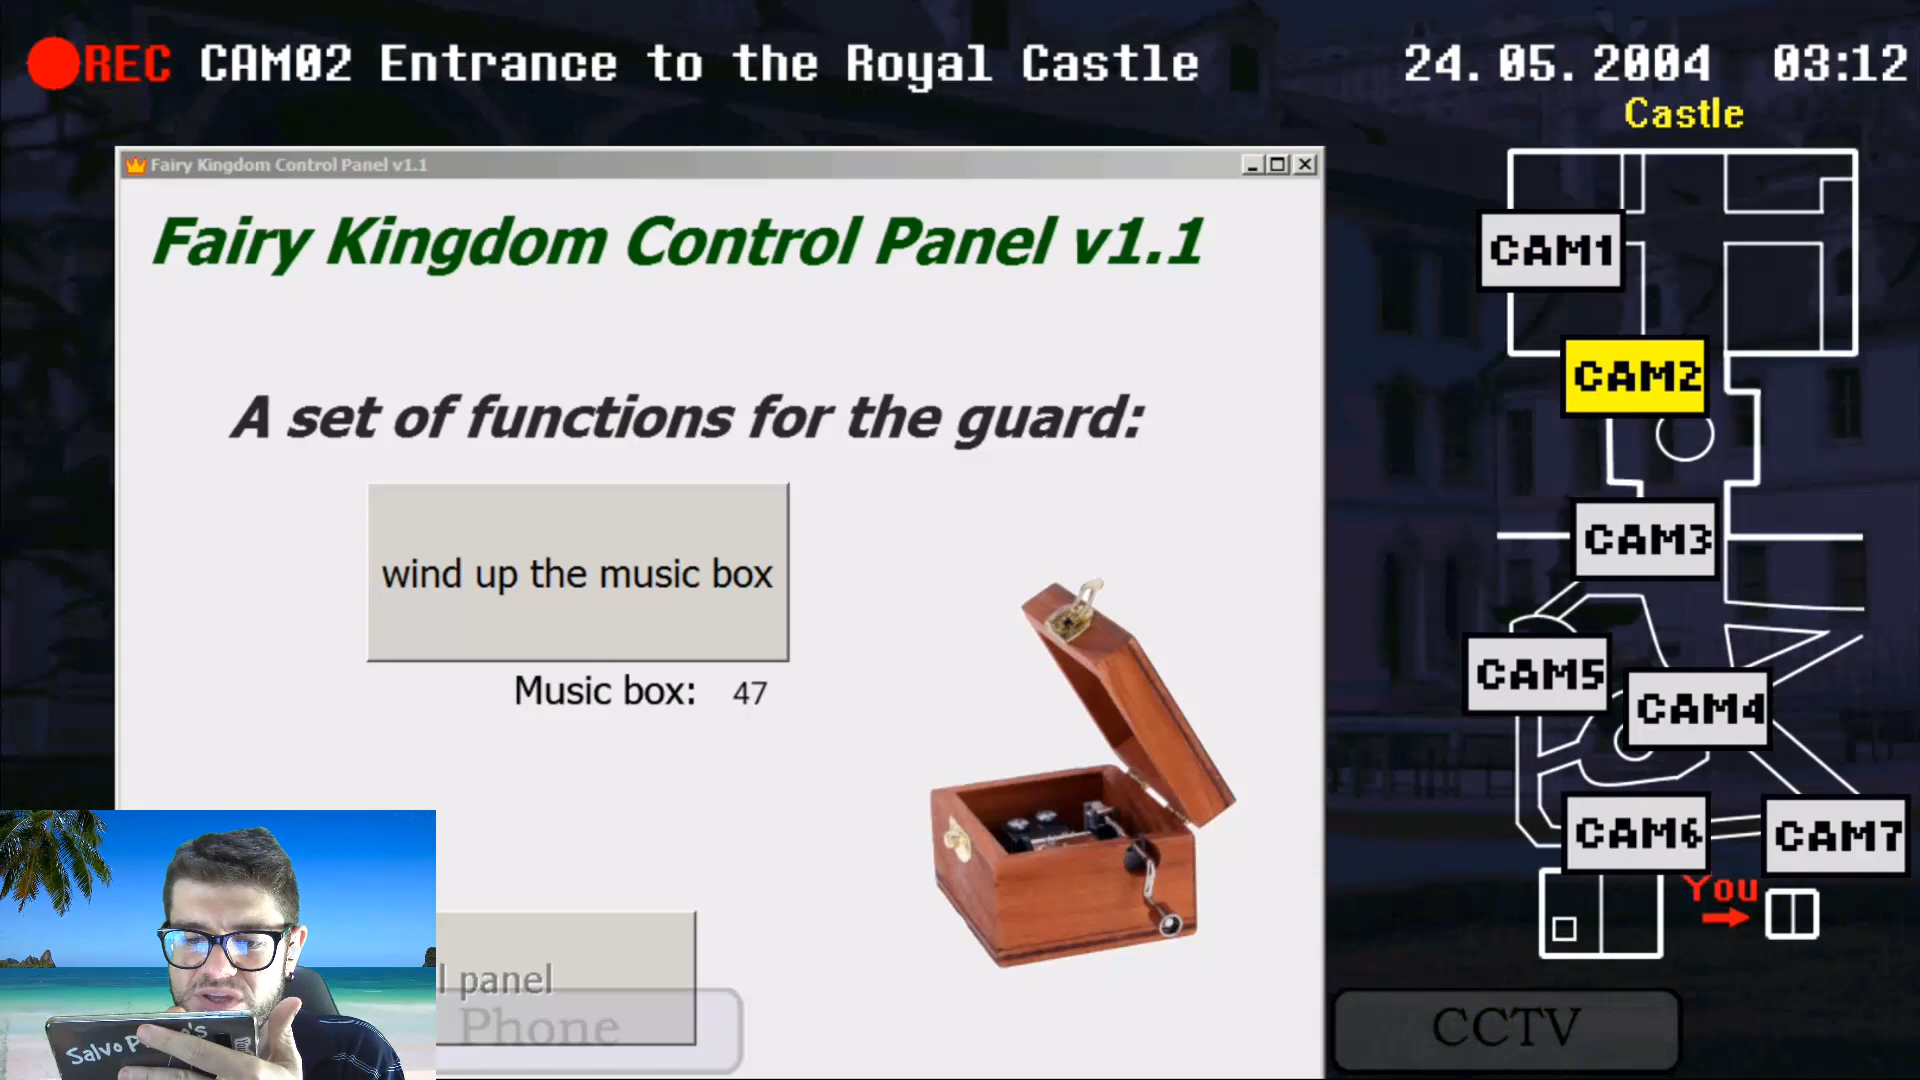 REC CAM02 Entrance to the Royal Castle 24.05.2004 03:12
Castle
Fairy Kingdom Control Panel v1.1
Fairy Kingdom Control Panel v1.1
CAM1
CAM2
A set of functions for the guard:
CAM3
wind up the music box
CAM5
CAM4
Music box: 47
CAM6
CAM7
You
l panel
Phone
CCTV
Salvo P
's